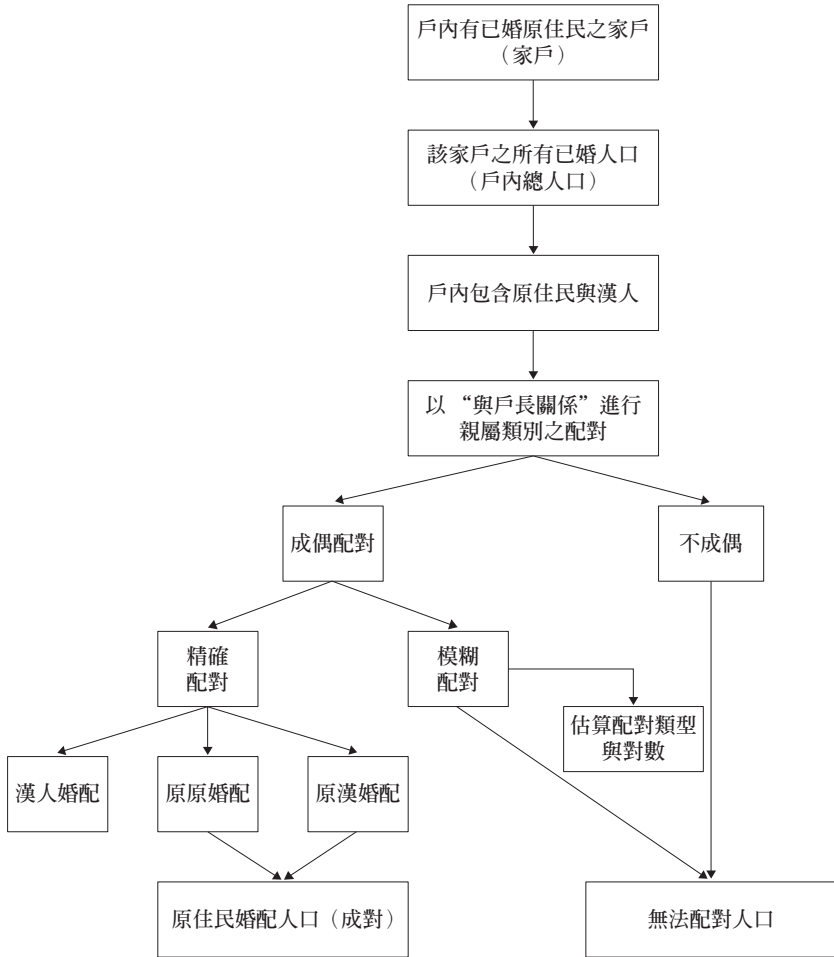 戶內有已婚原住民之家戶
（家戶）
該家戶之所有已婚人口
（戶內總人口）
戶內包含原住民與漢人
以 “與戶長關係” 進行
親屬類別之配對
成偶配對
不成偶
精確
配對
模糊
配對
估算配對類型
與對數
漢人婚配
原原婚配
原漢婚配
原住民婚配人口（成對）
無法配對人口